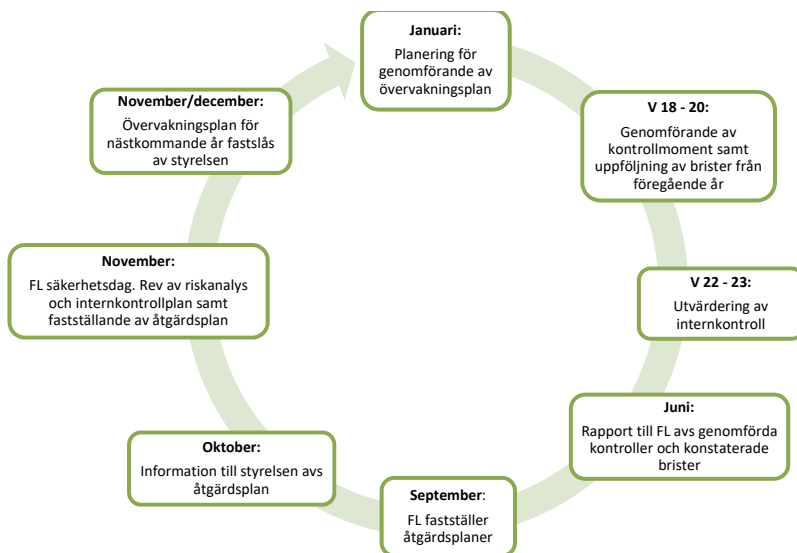 Januari:
Planering för
genomförande av
övervakningsplan
V 18 - 20:
Genomförande av
kontrollmoment samt
uppföljning av brister från
föregående år
V 22 - 23:
Utvärdering av
internkontroll
Juni:
Rapport till FL avs genomförda
kontroller och konstaterade
brister
September:
FL fastställer
åtgärdsplaner
Oktober:
Information till styrelsen avs
åtgärdsplan
November:
FL säkerhetsdag. Rev av riskanalys
och internkontrollplan samt
fastställande av åtgärdsplan
November/december:
Övervakningsplan för
nästkommande år fastslås
av styrelsen